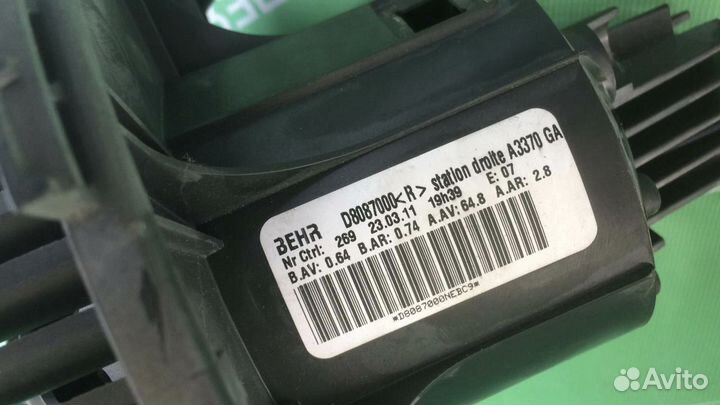 BEHR D8087000<R> station droite A3370 GA
Nr Ctrl: 269 23.03.11 19h39 E: 07
B.AV: 0.64 B.AR: 0.74 A.AV: 64.8 A.AR: 2.8
*D8087000NEBC9*
Avito